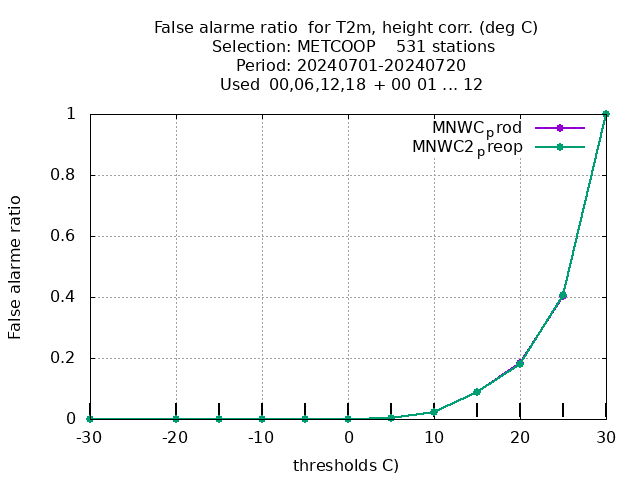 False alarme ratio  for T2m, height corr. (deg C)
Selection: METCOOP    531 stations
Period: 20240701-20240720
Used  00,06,12,18 + 00 01 ... 12
MNWCprod
MNWC2preop
1
0.8
0.6
0.4
0.2
0
False alarme ratio
-30
-20
-10
0
10
20
30
thresholds C)